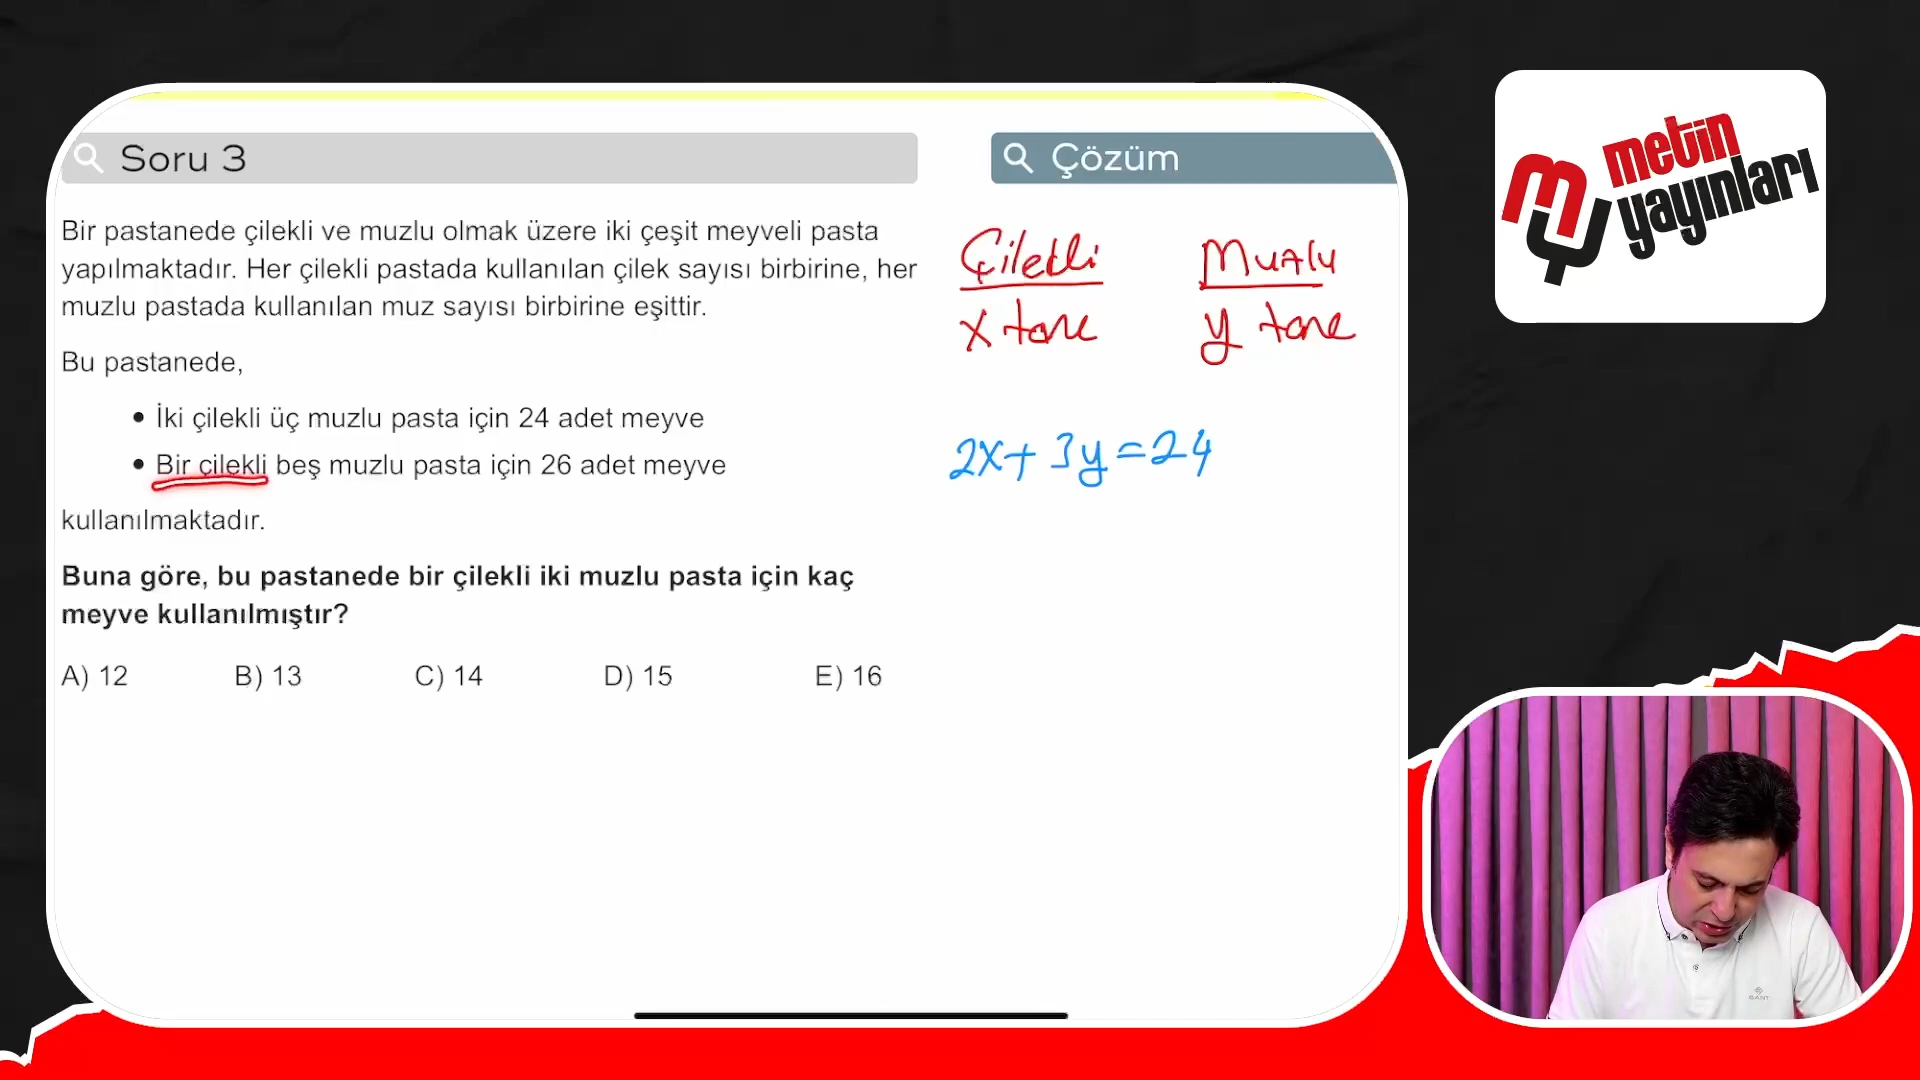 Soru 3
Bir pastanede çilekli ve muzlu olmak üzere iki çeşit meyveli pasta
yapılmaktadır. Her çilekli pastada kullanılan çilek sayısı birbirine, her
muzlu pastada kullanılan muz sayısı birbirine eşittir.
Bu pastanede,
• İki çilekli üç muzlu pasta için 24 adet meyve
• Bir çilekli beş muzlu pasta için 26 adet meyve
kullanılmaktadır.
Buna göre, bu pastanede bir çilekli iki muzlu pasta için kaç
meyve kullanılmıştır?
A) 12 B) 13 C) 14 D) 15 E) 16
Çözüm
Çilekli Muzlu
x tane y tane
2x+3y=24
metin
yayınları
GANT